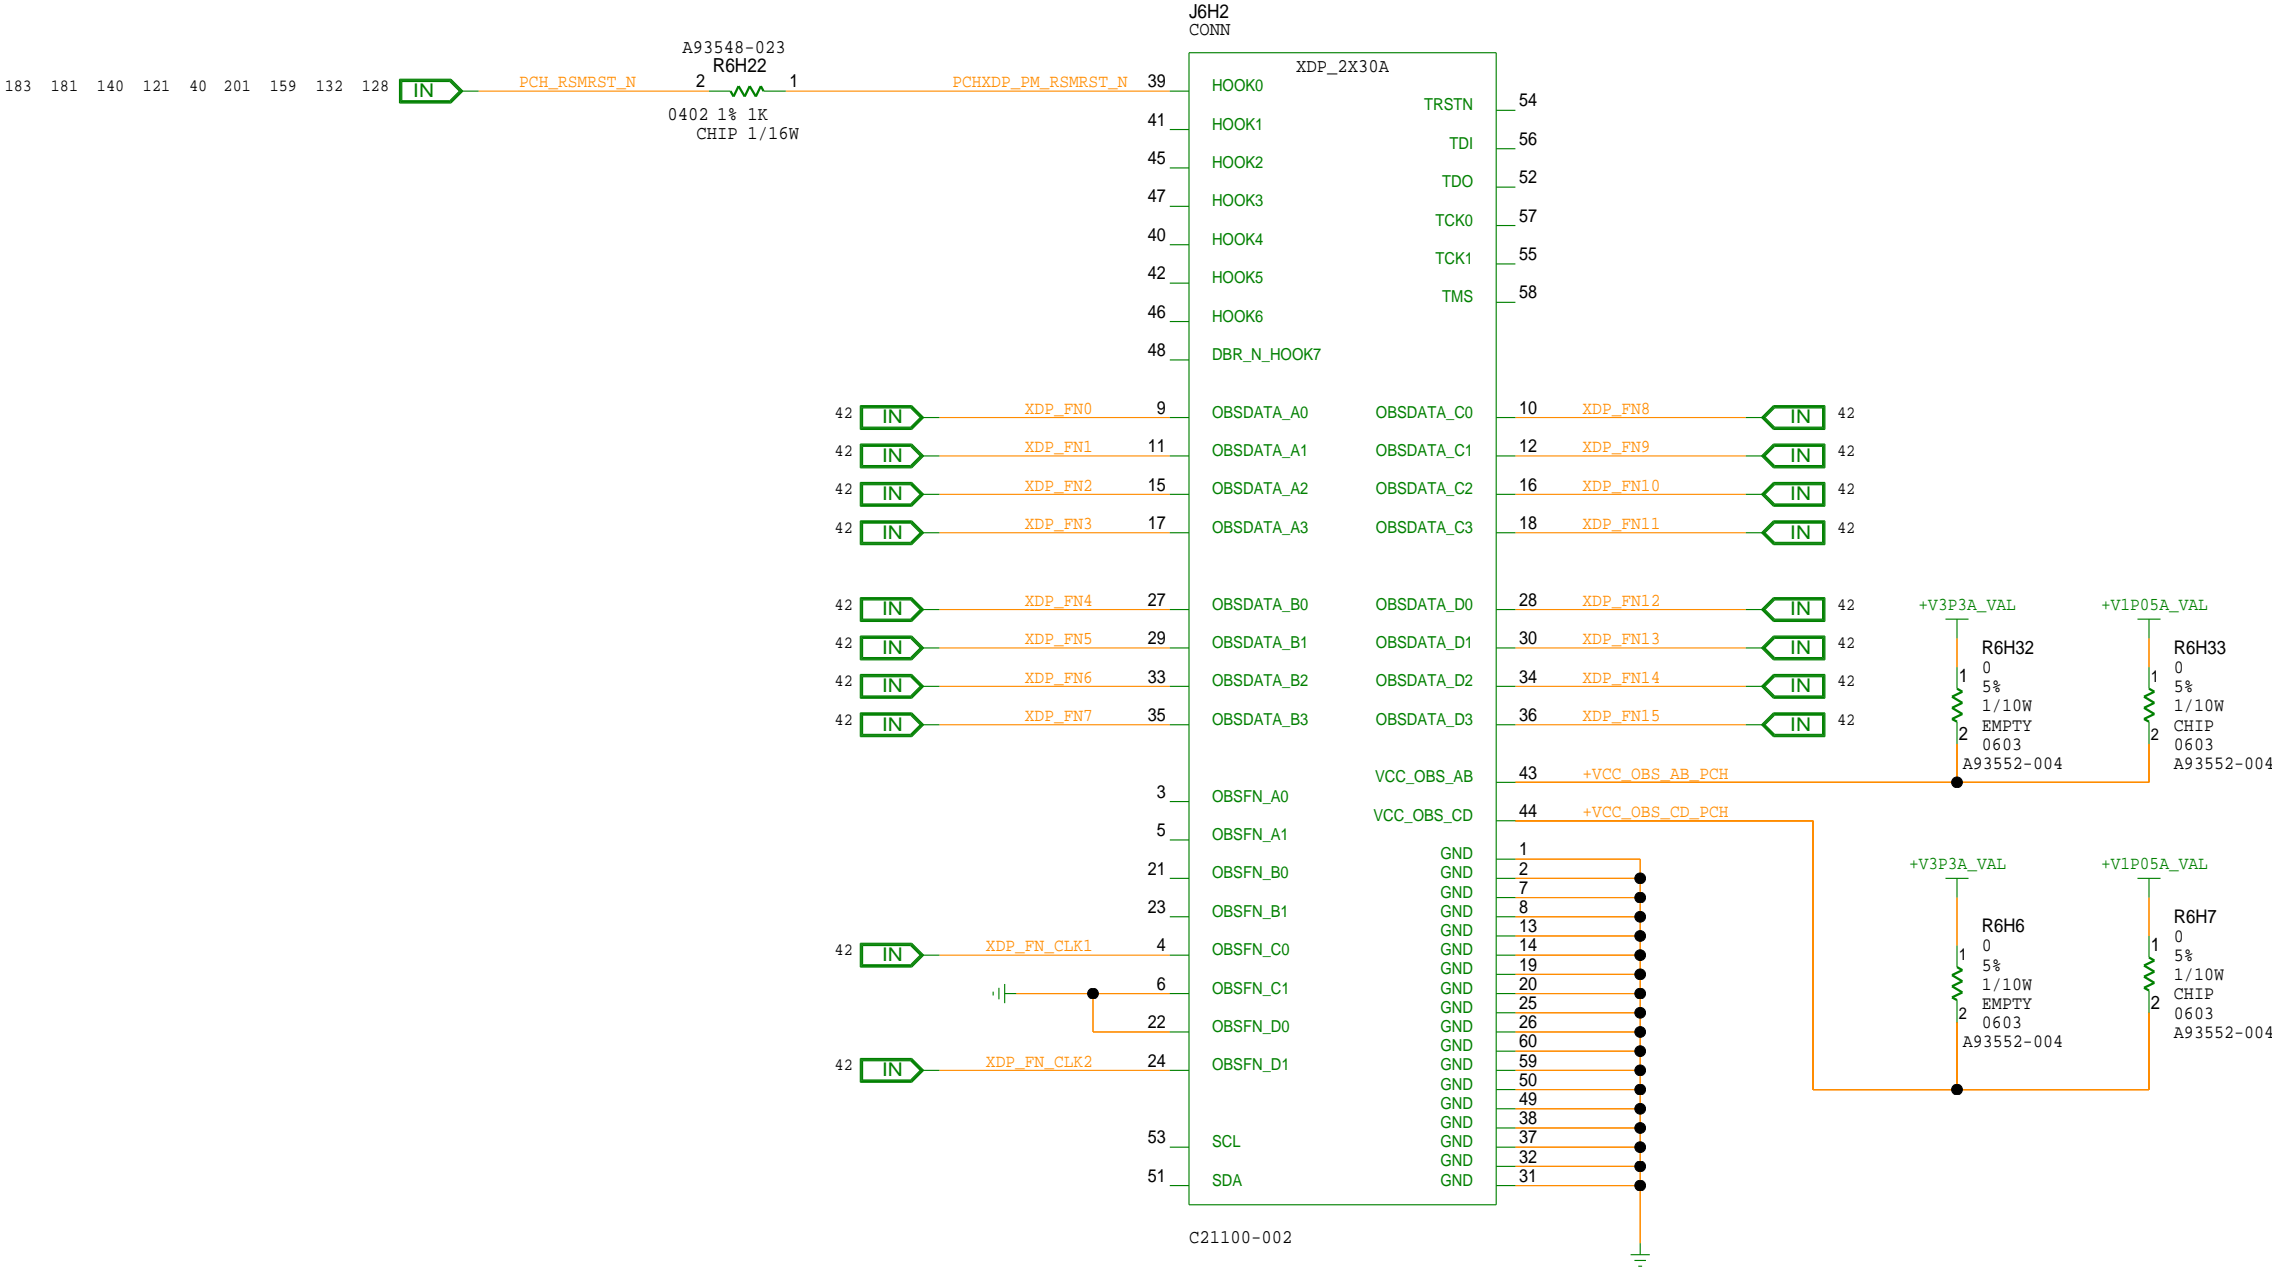 J6H2
CONN
XDP_2X30A
A93548-023
R6H22
183 181 140 121 40 201 159 132 128 IN PCH_RSMRST_N 2 1 PCHXDP_PM_RSMRST_N 39 HOOK0
0402 1% 1K
CHIP 1/16W
TRSTN 54
41 HOOK1
TDI 56
45 HOOK2
TDO 52
47 HOOK3
TCK0 57
40 HOOK4
TCK1 55
42 HOOK5
TMS 58
46 HOOK6
48 DBR_N_HOOK7
42 IN XDP_FN0 9 OBSDATA_A0 OBSDATA_C0 10 XDP_FN8 IN 42
42 IN XDP_FN1 11 OBSDATA_A1 OBSDATA_C1 12 XDP_FN9 IN 42
42 IN XDP_FN2 15 OBSDATA_A2 OBSDATA_C2 16 XDP_FN10 IN 42
42 IN XDP_FN3 17 OBSDATA_A3 OBSDATA_C3 18 XDP_FN11 IN 42
42 IN XDP_FN4 27 OBSDATA_B0 OBSDATA_D0 28 XDP_FN12 IN 42
42 IN XDP_FN5 29 OBSDATA_B1 OBSDATA_D1 30 XDP_FN13 IN 42
42 IN XDP_FN6 33 OBSDATA_B2 OBSDATA_D2 34 XDP_FN14 IN 42
42 IN XDP_FN7 35 OBSDATA_B3 OBSDATA_D3 36 XDP_FN15 IN 42
+V3P3A_VAL
R6H32
1
0
5%
1/10W
EMPTY
2
0603
A93552-004
+V1P05A_VAL
R6H33
1
0
5%
1/10W
CHIP
2
0603
A93552-004
VCC_OBS_AB 43 +VCC_OBS_AB_PCH
3 OBSFN_A0
VCC_OBS_CD 44 +VCC_OBS_CD_PCH
5 OBSFN_A1
21 OBSFN_B0
23 OBSFN_B1
42 IN XDP_FN_CLK1 4 OBSFN_C0
6 OBSFN_C1
22 OBSFN_D0
42 IN XDP_FN_CLK2 24 OBSFN_D1
53 SCL
51 SDA
GND 1
GND 2
GND 7
GND 8
GND 13
GND 14
GND 19
GND 20
GND 25
GND 26
GND 60
GND 59
GND 50
GND 49
GND 38
GND 37
GND 32
GND 31
+V3P3A_VAL
R6H6
1
0
5%
1/10W
EMPTY
2
0603
A93552-004
+V1P05A_VAL
R6H7
1
0
5%
1/10W
CHIP
2
0603
A93552-004
C21100-002